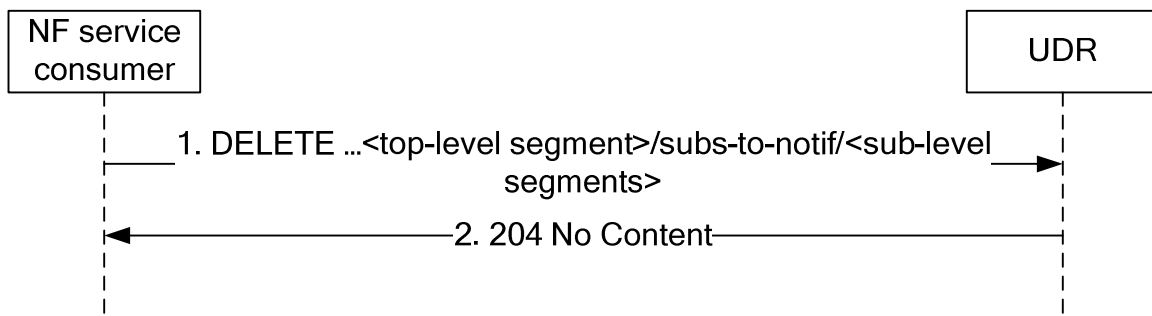 NF service
consumer
UDR
1. DELETE …<top-level segment>/subs-to-notif/<sub-level
segments>
2. 204 No Content